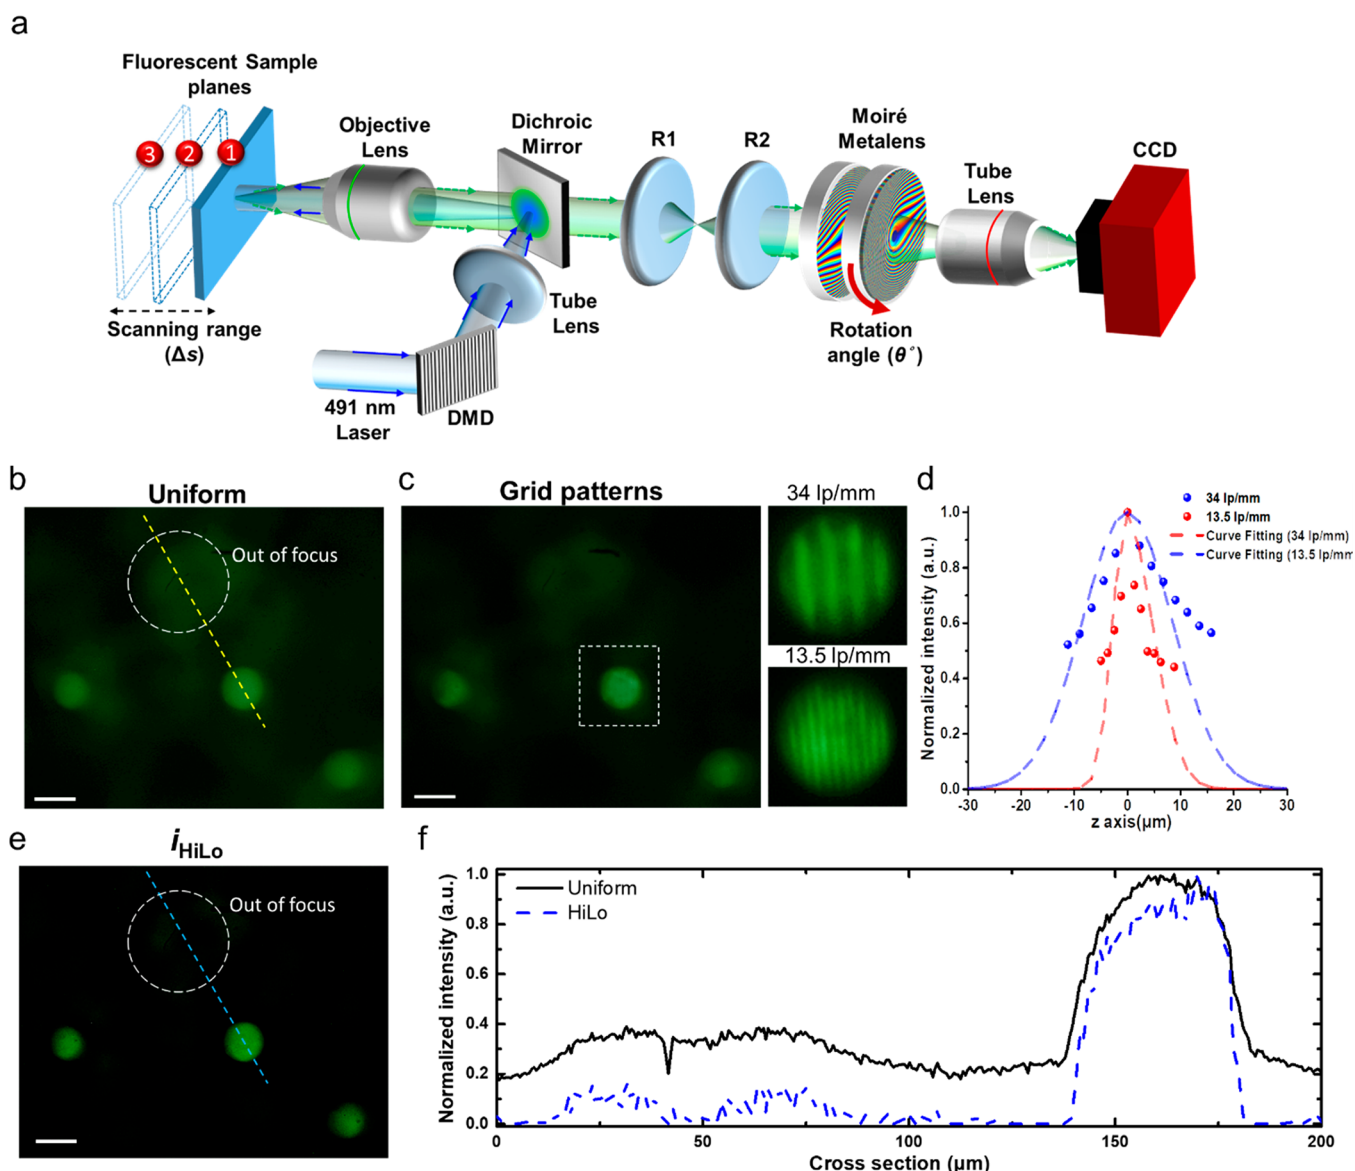 a
Fluorescent Sample
planes
3
2
1
Objective
Lens
Dichroic
Mirror
R1
R2
Moiré
Metalens
Tube
Lens
CCD
Scanning range
(Δs)
Tube
Lens
Rotation
angle (θ°)
491 nm
Laser
DMD
b
Uniform
Out of focus
c
Grid patterns
34 lp/mm
13.5 lp/mm
d
34 lp/mm
13.5 lp/mm
Curve Fitting (34 lp/mm)
Curve Fitting (13.5 lp/mm
Normalized intensity (a.u.)
1.0
0.8
0.6
0.4
0.2
0.0
-30 -20 -10 0 10 20 30
z axis(μm)
e
iHiLo
Out of focus
f
Uniform
HiLo
Normalized intensity (a.u.)
1.0
0.8
0.6
0.4
0.2
0.0
0 50 100 150 200
Cross section (μm)